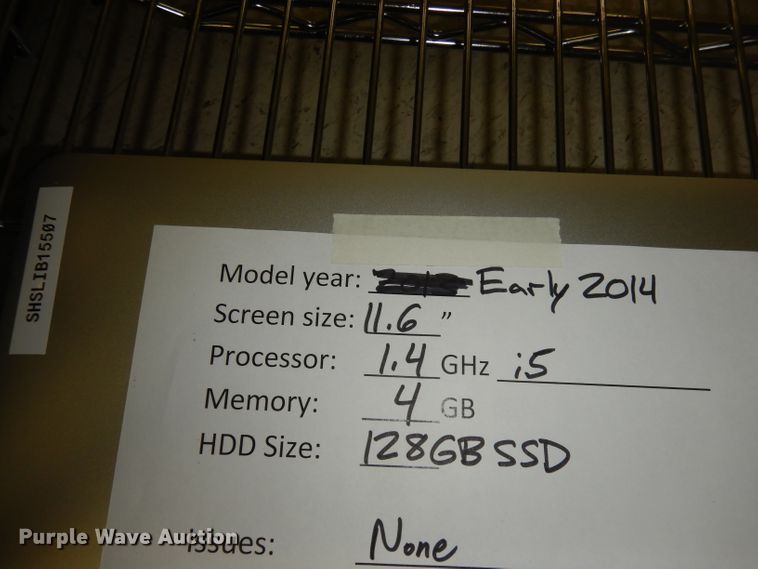 SHSLIB15507
Model year: Early 2014
Screen size: 11.6 "
Processor: 1.4 GHz i5
Memory: 4 GB
HDD Size: 128GB SSD
Issues: None
Purple Wave Auction